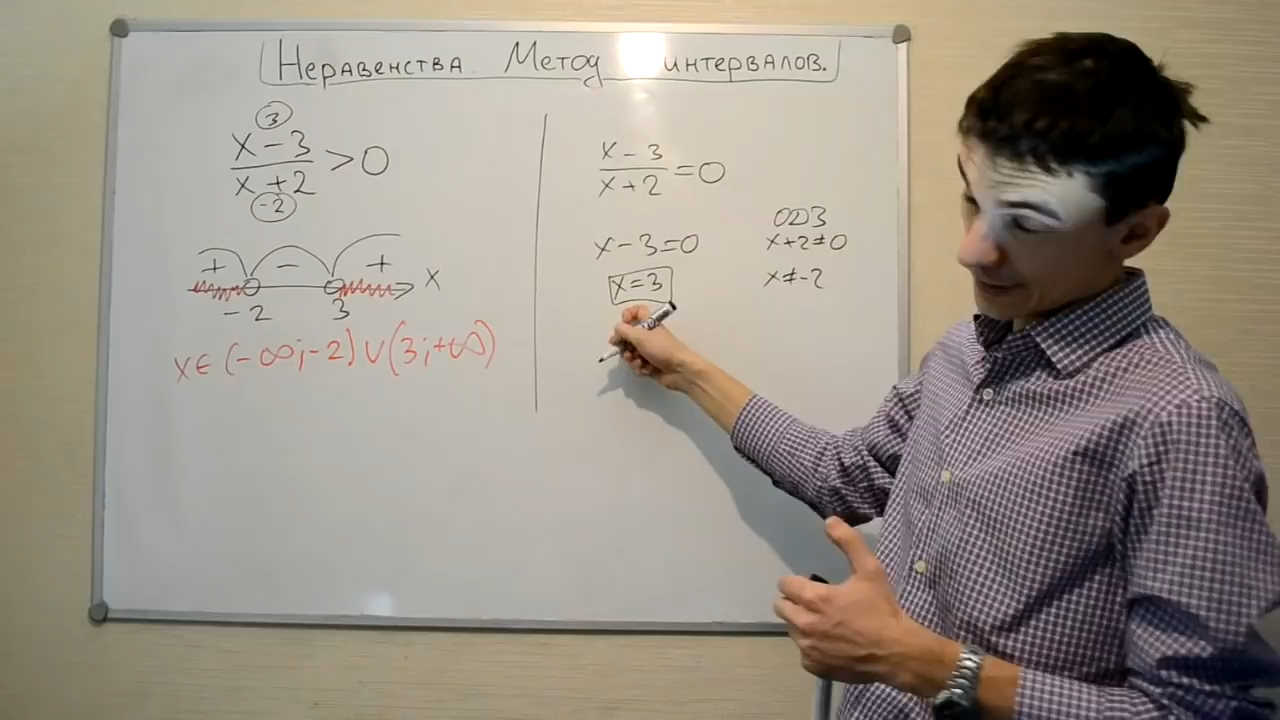 Неравенства. Метод интервалов.
3
x - 3
x + 2
> 0
-2
+ - +
x
-2 3
x ∈ (-∞; -2) ∪ (3; +∞)
x - 3
x + 2
= 0
x - 3 = 0
x = 3
ОДЗ
x + 2 ≠ 0
x ≠ -2